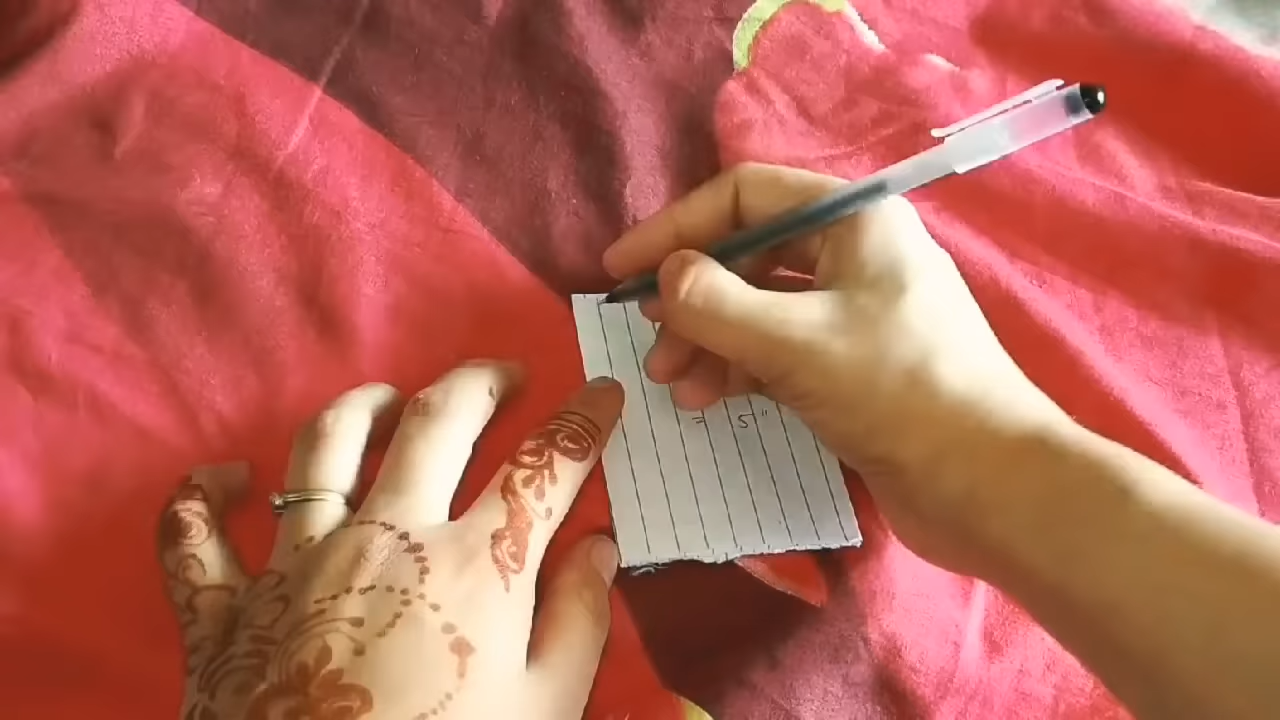 = 5"